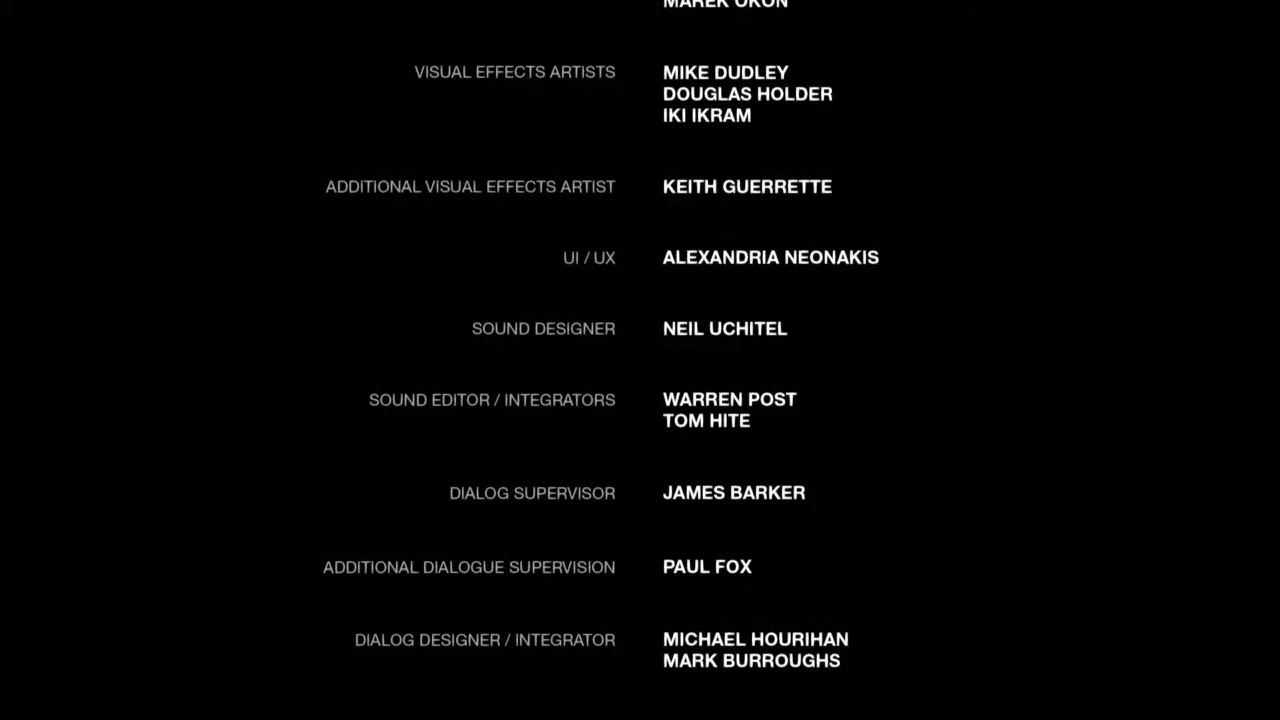 MAREK OKON
VISUAL EFFECTS ARTISTS MIKE DUDLEY
DOUGLAS HOLDER
IKI IKRAM
ADDITIONAL VISUAL EFFECTS ARTIST KEITH GUERRETTE
UI / UX ALEXANDRIA NEONAKIS
SOUND DESIGNER NEIL UCHITEL
SOUND EDITOR / INTEGRATORS WARREN POST
TOM HITE
DIALOG SUPERVISOR JAMES BARKER
ADDITIONAL DIALOGUE SUPERVISION PAUL FOX
DIALOG DESIGNER / INTEGRATOR MICHAEL HOURIHAN
MARK BURROUGHS